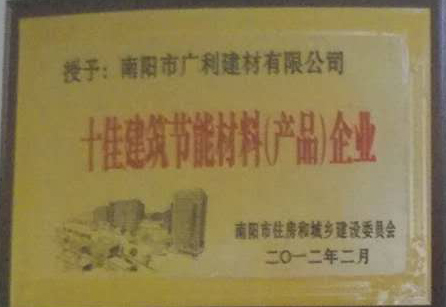 授予：南阳市广利建材有限公司
十佳建筑节能材料(产品)企业
南阳市住房和城乡建设委员会
二〇一二年二月